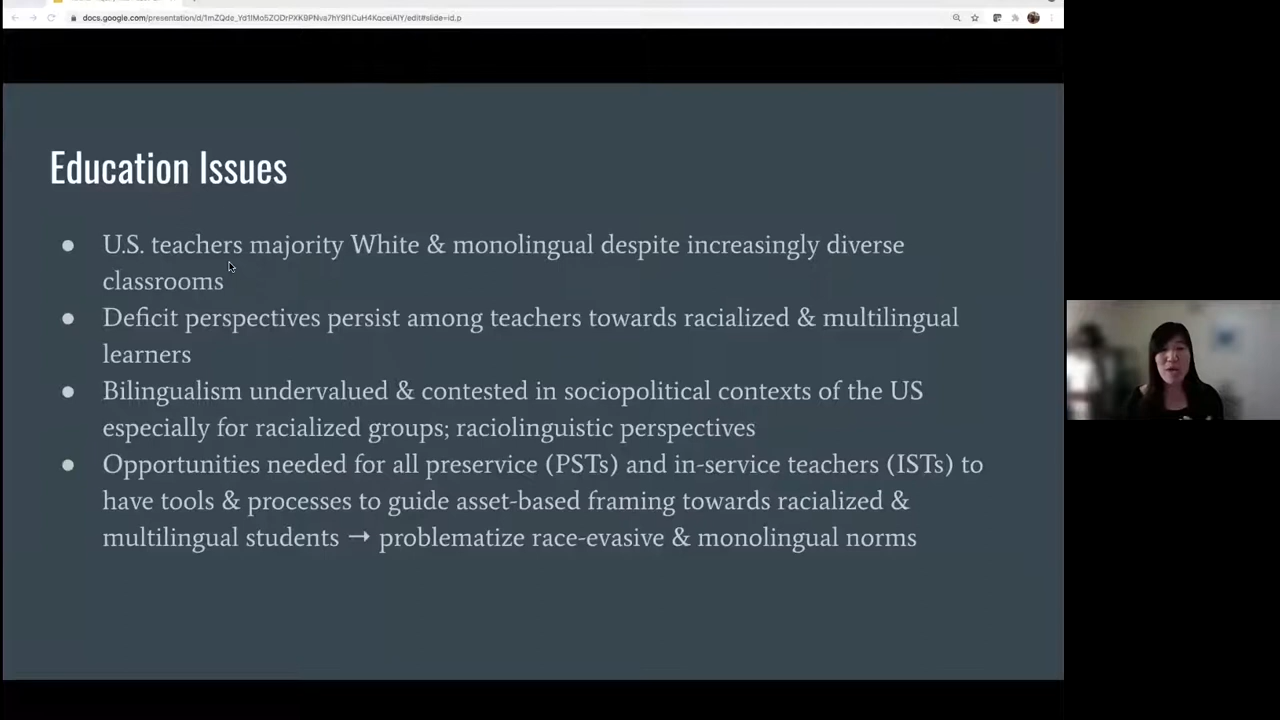 Education Issues
● U.S. teachers majority White & monolingual despite increasingly diverse
classrooms
● Deficit perspectives persist among teachers towards racialized & multilingual
learners
● Bilingualism undervalued & contested in sociopolitical contexts of the US
especially for racialized groups; raciolinguistic perspectives
● Opportunities needed for all preservice (PSTs) and in-service teachers (ISTs) to
have tools & processes to guide asset-based framing towards racialized &
multilingual students → problematize race-evasive & monolingual norms